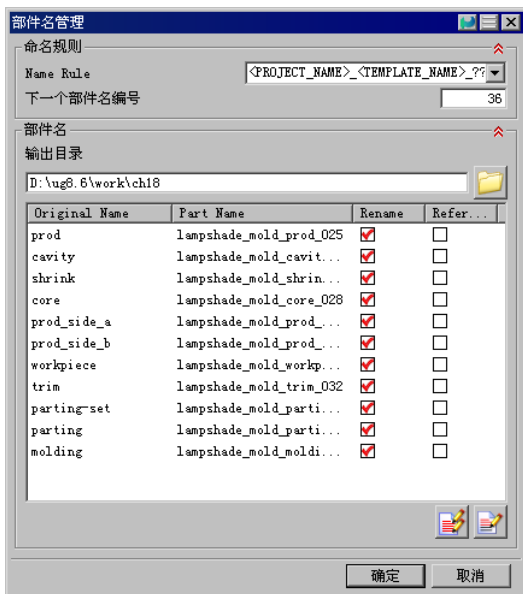 部件名管理
命名规则
Name Rule <PROJECT_NAME>_<TEMPLATE_NAME>_??
下一个部件名编号 36
部件名
输出目录
D:\ug8.6\work\ch18
Original Name Part Name Rename Refer...
prod lampshade_mold_prod_025
cavity lampshade_mold_cavit...
shrink lampshade_mold_shrin...
core lampshade_mold_core_028
prod_side_a lampshade_mold_prod_...
prod_side_b lampshade_mold_prod_...
workpiece lampshade_mold_workp...
trim lampshade_mold_trim_032
parting-set lampshade_mold_parti...
parting lampshade_mold_parti...
molding lampshade_mold_moldi...
确定 取消